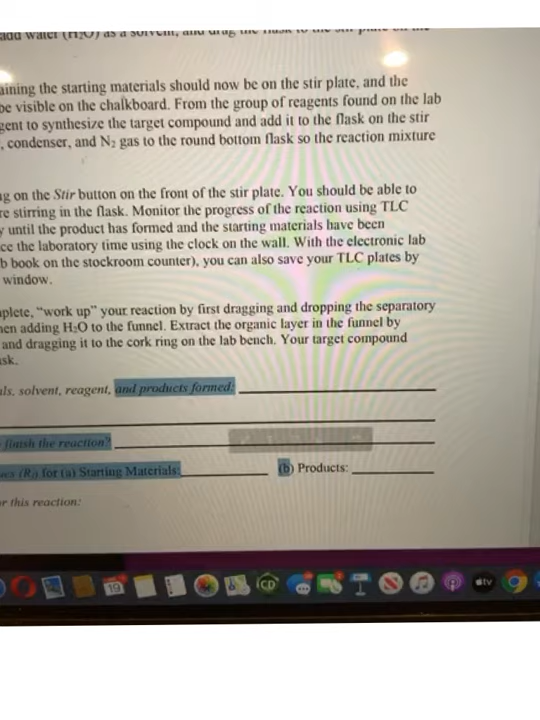 add water (H₂O) as a solvent, and drag the flask to the stir plate on the
aining the starting materials should now be on the stir plate, and the
be visible on the chalkboard. From the group of reagents found on the lab
gent to synthesize the target compound and add it to the flask on the stir
, condenser, and N₂ gas to the round bottom flask so the reaction mixture
ng on the Stir button on the front of the stir plate. You should be able to
re stirring in the flask. Monitor the progress of the reaction using TLC
y until the product has formed and the starting materials have been
ce the laboratory time using the clock on the wall. With the electronic lab
b book on the stockroom counter), you can also save your TLC plates by
window.
plete, “work up” your reaction by first dragging and dropping the separatory
hen adding H₂O to the funnel. Extract the organic layer in the funnel by
and dragging it to the cork ring on the lab bench. Your target compound
ask.
als, solvent, reagent, and products formed:
finish the reaction?
ues (Rf) for (a) Starting Materials: (b) Products:
or this reaction:
19 iCD tv